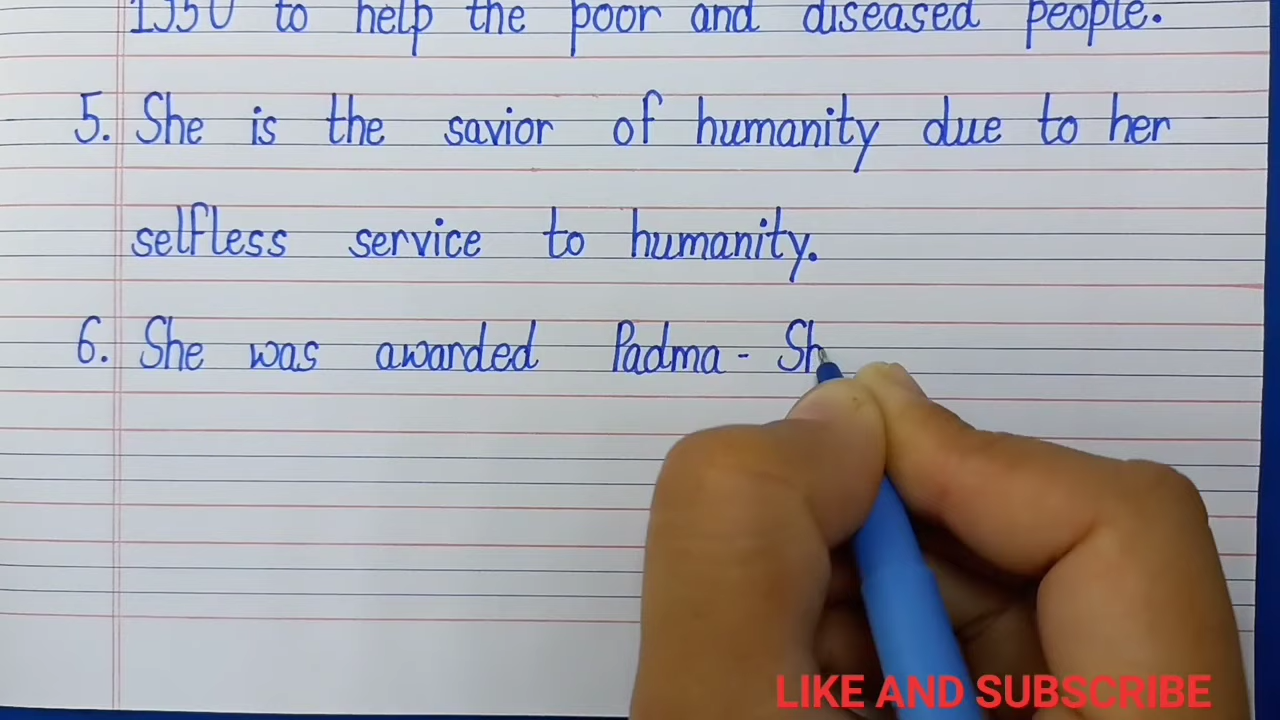 1950 to help the poor and diseased people.
5. She is the savior of humanity due to her
selfless service to humanity.
6. She was awarded Padma - Sh
LIKE AND SUBSCRIBE